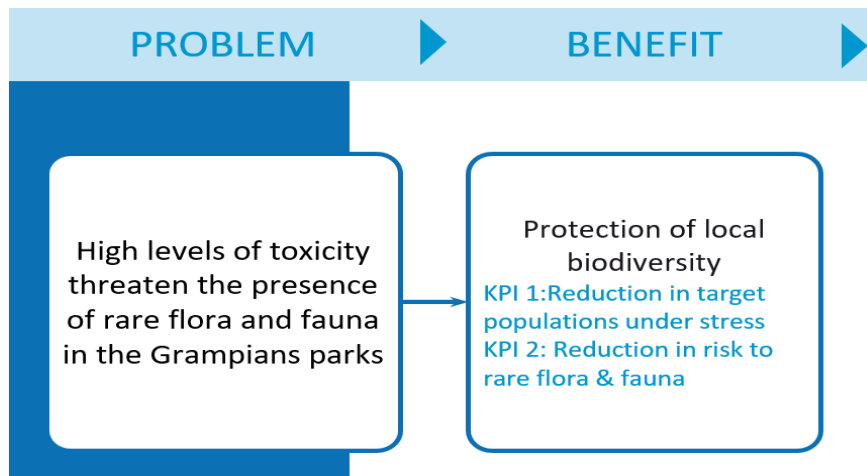 PROBLEM
BENEFIT
High levels of toxicity
threaten the presence
of rare flora and fauna
in the Grampians parks
Protection of local
biodiversity
KPI 1:Reduction in target
populations under stress
KPI 2: Reduction in risk to
rare flora & fauna